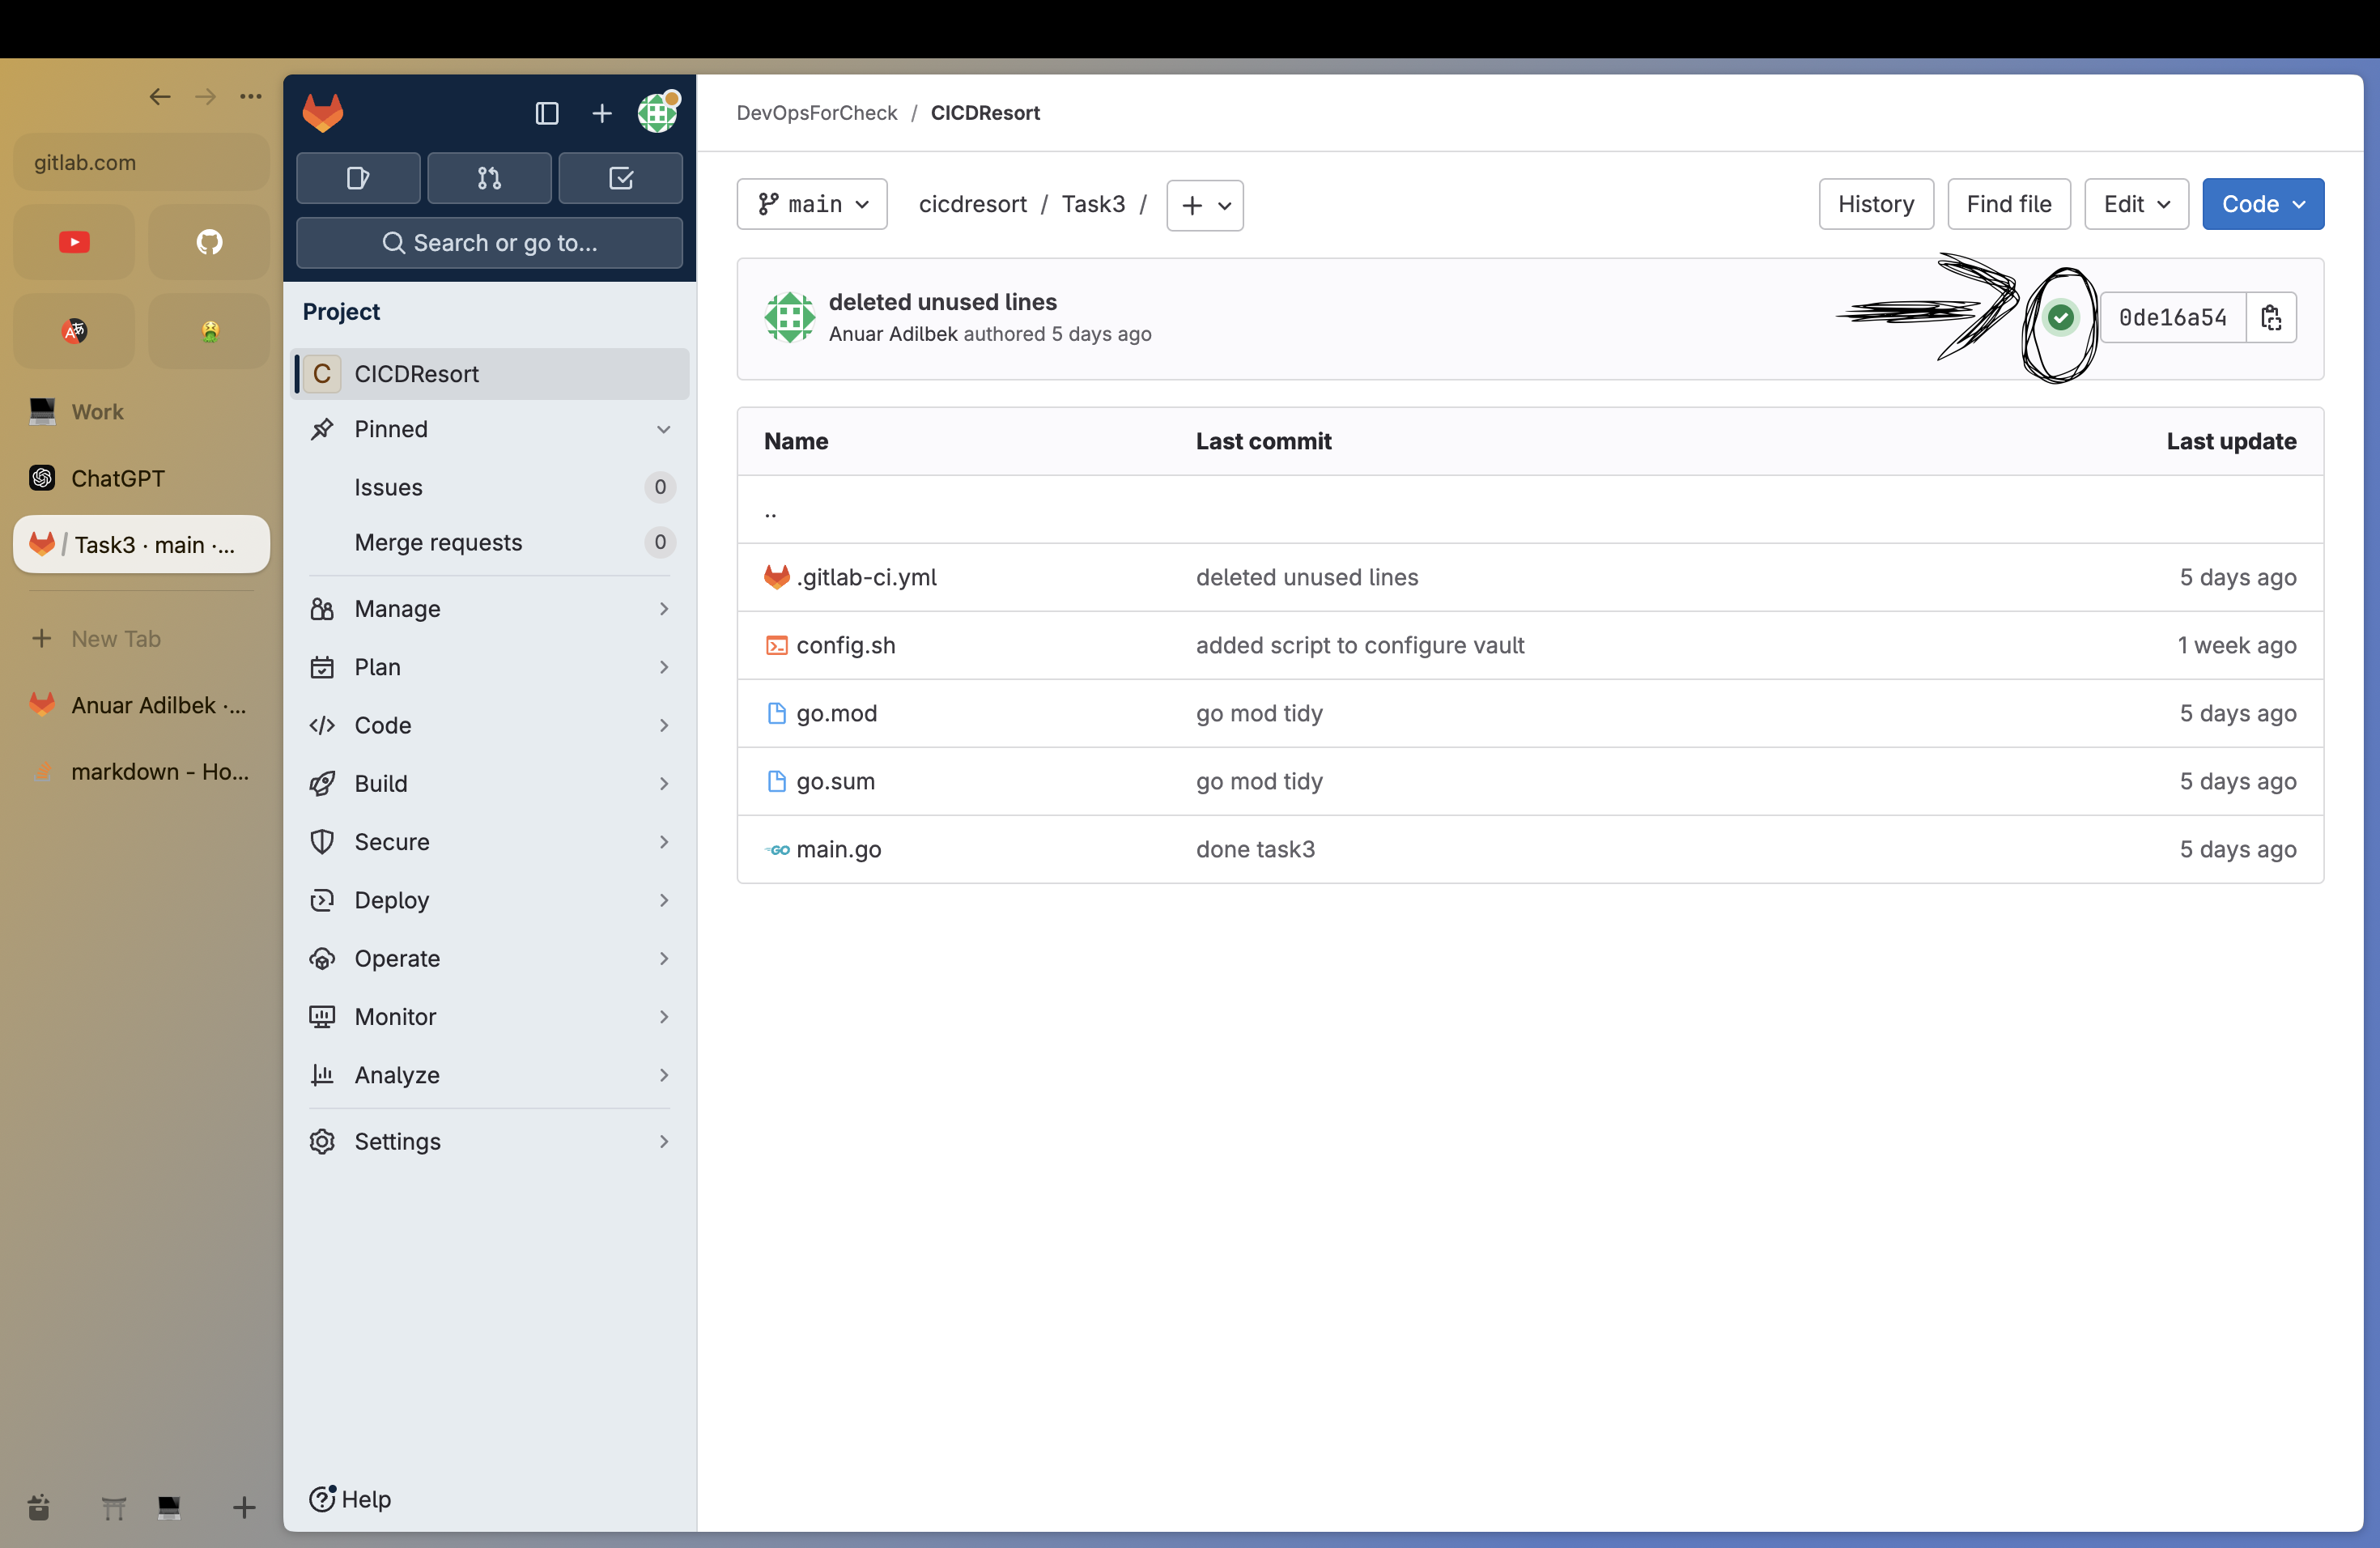 gitlab.com
Work
ChatGPT
/ Task3 · main ·...
New Tab
Anuar Adilbek ·...
markdown - Ho...
Search or go to...
Project
C CICDResort
Pinned
Issues 0
Merge requests 0
Manage
Plan
Code
Build
Secure
Deploy
Operate
Monitor
Analyze
Settings
Help
DevOpsForCheck / CICDResort
main cicdresort / Task3 / History Find file Edit Code
deleted unused lines
Anuar Adilbek authored 5 days ago
0de16a54
Name Last commit Last update
..
.gitlab-ci.yml deleted unused lines 5 days ago
config.sh added script to configure vault 1 week ago
go.mod go mod tidy 5 days ago
go.sum go mod tidy 5 days ago
GO main.go done task3 5 days ago